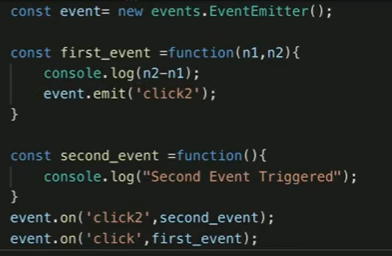 const event= new events.EventEmitter();
const first_event =function(n1,n2){
console.log(n2-n1);
event.emit('click2');
}
const second_event =function(){
console.log("Second Event Triggered");
}
event.on('click2',second_event);
event.on('click',first_event);